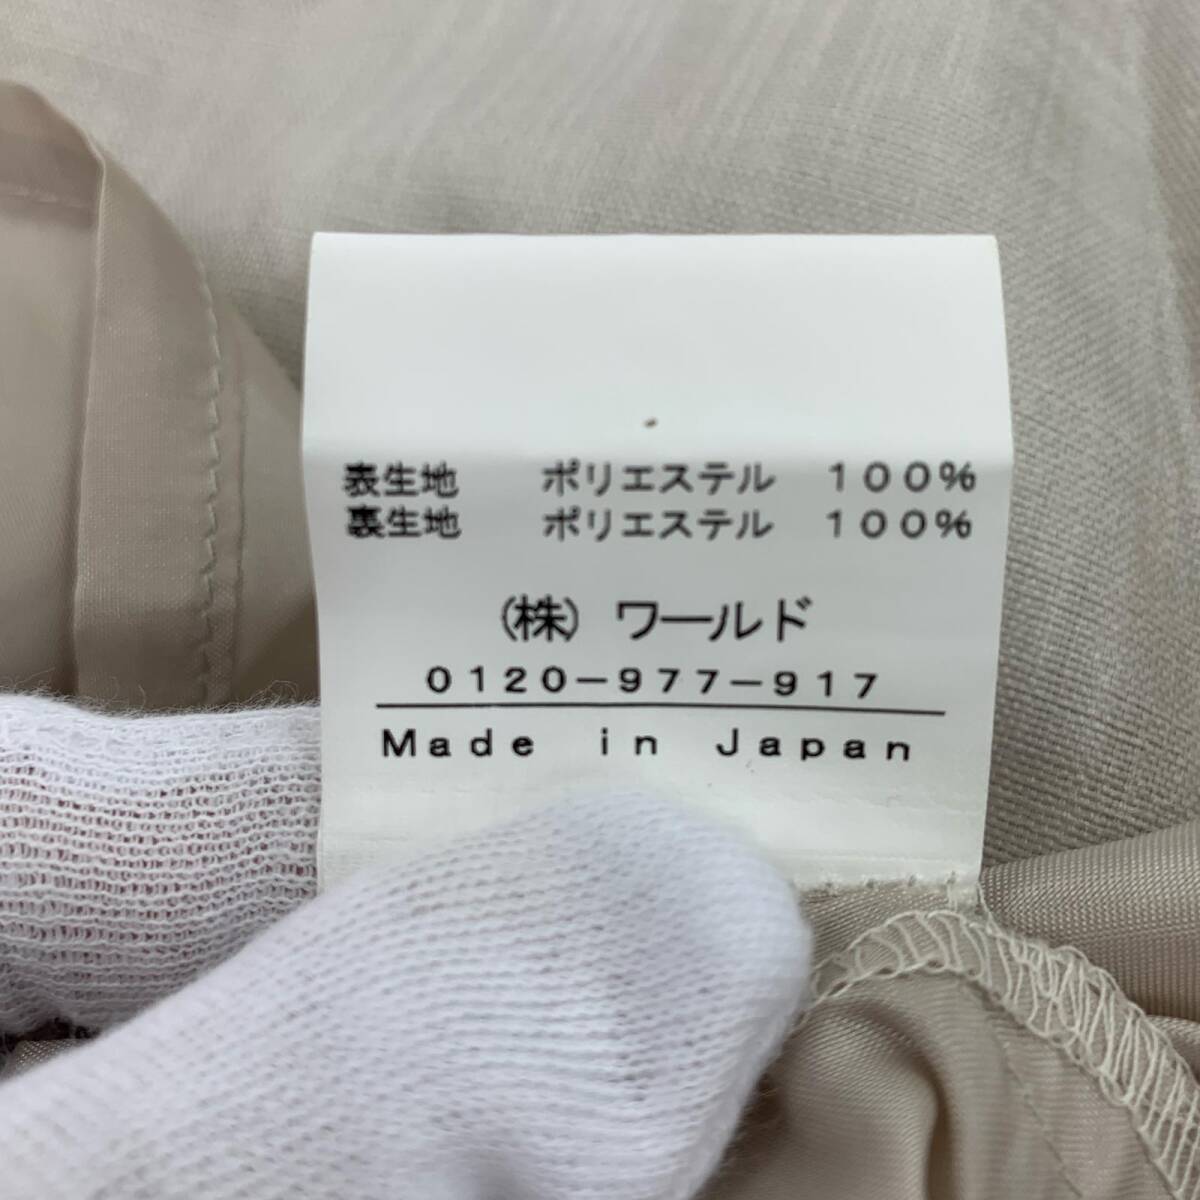 表生地 ポリエステル 100%
裏生地 ポリエステル 100%
(株) ワールド
0120-977-917
Made in Japan